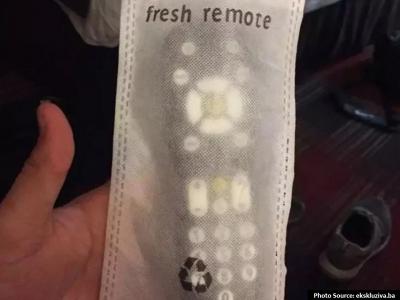 fresh remote
Photo Source: ekskluziva.ba